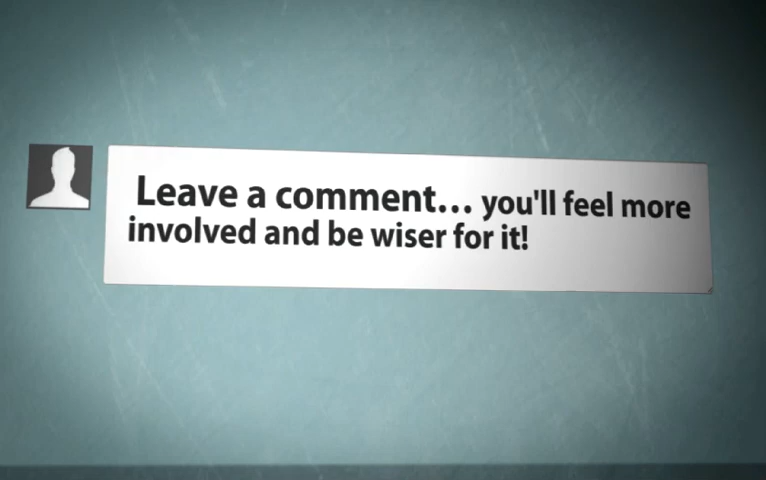 Leave a comment... you'll feel more
involved and be wiser for it!